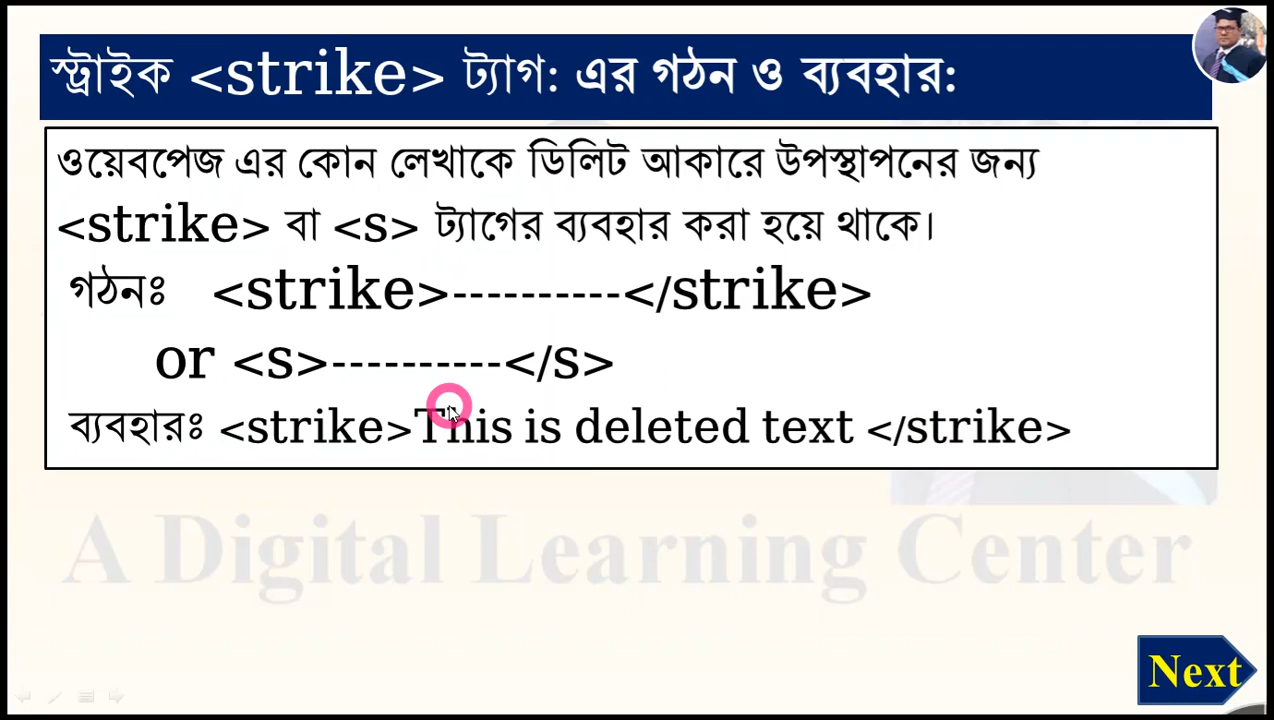 স্ট্রাইক <strike> ট্যাগ: এর গঠন ও ব্যবহার:
ওয়েবপেজ এর কোন লেখাকে ডিলিট আকারে উপস্থাপনের জন্য
<strike> বা <s> ট্যাগের ব্যবহার করা হয়ে থাকে।
গঠনঃ <strike>----------</strike>
or <s>----------</s>
ব্যবহারঃ <strike>This is deleted text </strike>
A Digital Learning Center
Next